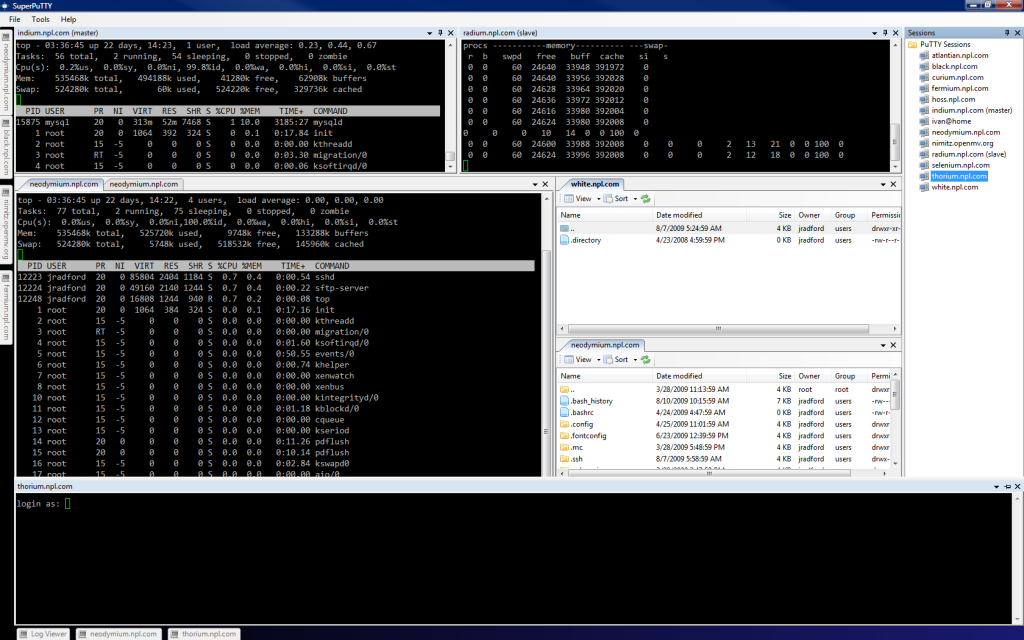 SuperPuTTY
File Tools Help
indium.npl.com (master)
top - 03:36:45 up 22 days, 14:23, 1 user, load average: 0.23, 0.44, 0.67
Tasks: 56 total, 2 running, 54 sleeping, 0 stopped, 0 zombie
Cpu(s): 0.2%us, 0.0%sy, 0.0%ni, 99.8%id, 0.0%wa, 0.0%hi, 0.0%si, 0.0%st
Mem: 535468k total, 494188k used, 41280k free, 62908k buffers
Swap: 524280k total, 60k used, 524220k free, 329736k cached
PID USER PR NI VIRT RES SHR S %CPU %MEM TIME+ COMMAND
15875 mysql 20 0 313m 52m 7468 S 1 10.0 3185:27 mysqld
1 root 20 0 1064 392 324 S 0 0.1 0:17.84 init
2 root 15 -5 0 0 0 S 0 0.0 0:00.00 kthreadd
3 root RT -5 0 0 0 S 0 0.0 0:03.30 migration/0
4 root 15 -5 0 0 0 S 0 0.0 0:06.06 ksoftirqd/0
radium.npl.com (slave)
procs -----------memory---------- ---swap-
r b swpd free buff cache si s
0 0 60 24640 33948 391972 0 0
0 0 60 24640 33956 392028 0 0
0 0 60 24628 33964 392020 0 0
0 0 60 24636 33972 392012 0 0
0 0 60 24616 33980 392004 0 0
0 0 60 24624 33980 392008 0 0
0 0 0 10 14 0 0 100 0
0 0 60 24600 33988 392008 0 0 0 2 13 21 0 0 100 0
0 0 60 24624 33996 392008 0 0 0 2 12 18 0 0 100 0
Sessions
PuTTY Sessions
atlantian.npl.com
black.npl.com
curium.npl.com
fermium.npl.com
hoss.npl.com
indium.npl.com (master)
ivan@home
neodymium.npl.com
nimitz.openmv.org
radium.npl.com (slave)
selenium.npl.com
thorium.npl.com
white.npl.com
neodymium.npl.com
black.npl.com
nimitz.openmv.org
fermium.npl.com
neodymium.npl.com neodymium.npl.com
top - 03:36:45 up 22 days, 14:22, 4 users, load average: 0.00, 0.00, 0.00
Tasks: 77 total, 2 running, 75 sleeping, 0 stopped, 0 zombie
Cpu(s): 0.0%us, 0.0%sy, 0.0%ni,100.0%id, 0.0%wa, 0.0%hi, 0.0%si, 0.0%st
Mem: 535468k total, 525720k used, 9748k free, 133288k buffers
Swap: 524280k total, 5748k used, 518532k free, 145960k cached
PID USER PR NI VIRT RES SHR S %CPU %MEM TIME+ COMMAND
12223 jradford 20 0 85804 2404 1184 S 0.7 0.4 0:00.54 sshd
12224 jradford 20 0 49160 2140 1244 S 0.7 0.4 0:00.22 sftp-server
12248 jradford 20 0 16808 1244 940 R 0.7 0.2 0:00.08 top
1 root 20 0 1064 384 324 S 0.0 0.1 0:17.16 init
2 root 15 -5 0 0 0 S 0.0 0.0 0:00.00 kthreadd
3 root RT -5 0 0 0 S 0.0 0.0 0:00.00 migration/0
4 root 15 -5 0 0 0 S 0.0 0.0 0:01.60 ksoftirqd/0
5 root 15 -5 0 0 0 S 0.0 0.0 0:50.55 events/0
6 root 15 -5 0 0 0 S 0.0 0.0 0:00.74 khelper
7 root 15 -5 0 0 0 S 0.0 0.0 0:00.00 xenwatch
8 root 15 -5 0 0 0 S 0.0 0.0 0:00.00 xenbus
10 root 15 -5 0 0 0 S 0.0 0.0 0:00.00 kintegrityd/0
11 root 15 -5 0 0 0 S 0.0 0.0 0:01.18 kblockd/0
12 root 15 -5 0 0 0 S 0.0 0.0 0:00.00 cqueue
13 root 15 -5 0 0 0 S 0.0 0.0 0:00.00 kseriod
14 root 20 0 0 0 0 S 0.0 0.0 0:11.26 pdflush
15 root 20 0 0 0 0 S 0.0 0.0 0:10.14 pdflush
16 root 15 -5 0 0 0 S 0.0 0.0 0:02.84 kswapd0
17 root 15 -5 0 0 0 S 0.0 0.0 0:00.00 aio/0
white.npl.com
View Sort
Name Date modified Size Owner Group Permissi
.. 8/7/2009 5:24:59 AM 4 KB jradford users drwxr-xr-
.directory 4/23/2008 4:59:59 PM 0 KB jradford users -rw-r--r-
neodymium.npl.com
View Sort
Name Date modified Size Owner Group Permi
.. 3/28/2009 11:13:59 AM 4 KB root root drwxr
.bash_history 8/10/2009 10:15:59 AM 7 KB jradford users -rw--
.bashrc 4/24/2009 4:47:59 AM 0 KB jradford users -rw-r
.config 4/25/2009 11:01:59 AM 4 KB jradford users drwxr
.fontconfig 6/23/2009 12:39:59 PM 4 KB jradford users drwxr
.mc 3/28/2009 5:48:59 PM 4 KB jradford users drwxr
.ssh 8/7/2009 5:58:59 AM 4 KB jradford users drwx-
thorium.npl.com
login as:
Log Viewer neodymium.npl.com thorium.npl.com